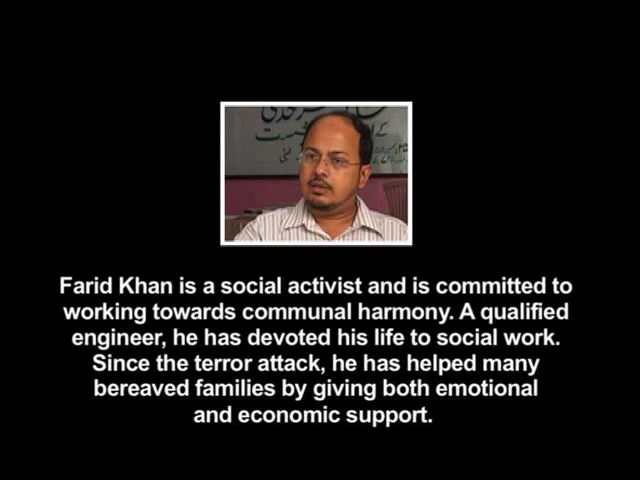 Farid Khan is a social activist and is committed to
working towards communal harmony. A qualified
engineer, he has devoted his life to social work.
Since the terror attack, he has helped many
bereaved families by giving both emotional
and economic support.